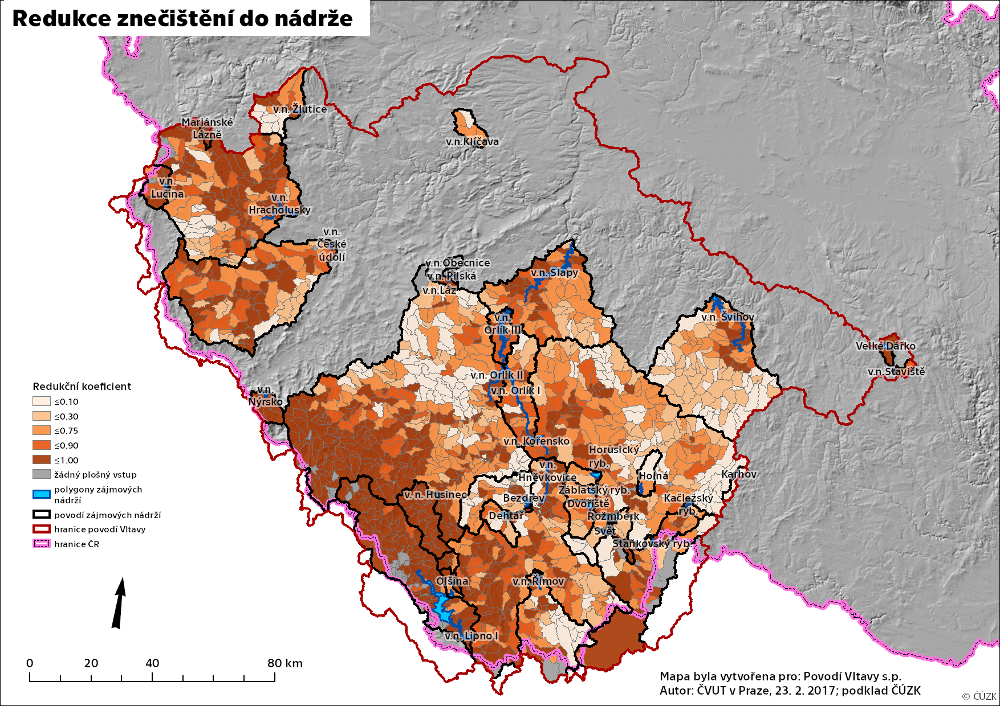 Redukce znečištění do nádrže
v.n. Žlutice
Mariánské
Lázně
v.n.Klíčava
v.n.
Lučina
v.n.
Hracholusky
v.n.
České
údolí
v.n.Obecnice
v.n. Pilská
v.n.Láz
v.n. Slapy
v.n.
Orlík III
v.n. Švihov
Velké Dářko
v.n.Staviště
v.n. Orlík II
v.n. Orlík I
v.n.
Nýrsko
v.n. Kořensko
Horusický
ryb.
v.n.
Hněvkovice
Holná
Karhov
Záblatský ryb.
v. n. Husinec
Bezdrev
Dvořiště
Kačležský
ryb.
Dehtář
Rožmberk
Svět
Staňkovský ryb.
Olšina
v.n. Římov
v.n. Lipno I
Redukční koeficient
≤0.10
≤0.30
≤0.75
≤0.90
≤1.00
žádný plošný vstup
polygony zájmových
nádrží
povodí zájmových nádrží
hranice povodí Vltavy
hranice ČR
0 20 40 80 km
Mapa byla vytvořena pro: Povodí Vltavy s.p.
Autor: ČVUT v Praze, 23. 2. 2017; podklad ČÚZK
© ČÚZK